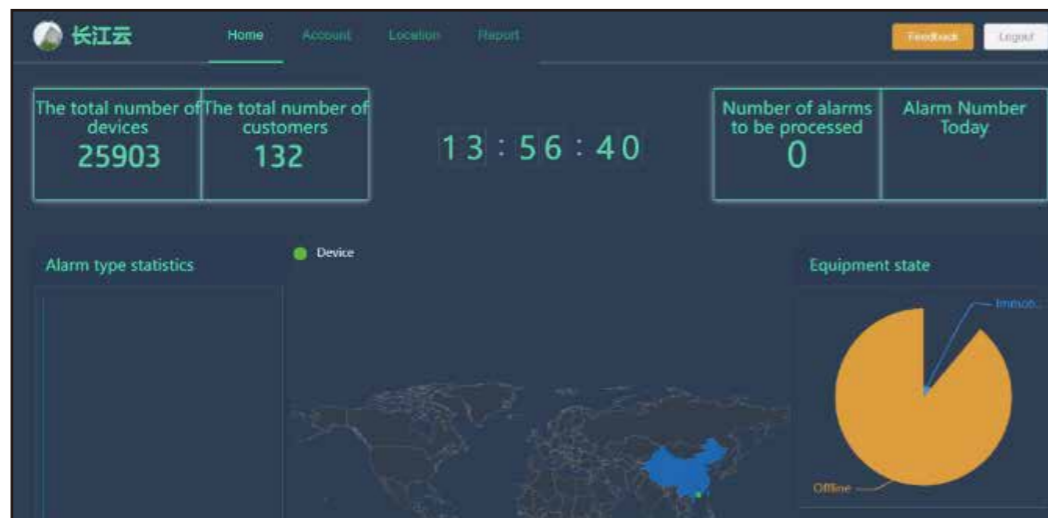 长江云
Home Account Location Report
Feedback Logout
The total number of
devices
25903
The total number of
customers
132
13:56:40
Number of alarms
to be processed
0
Alarm Number
Today
Alarm type statistics
Device
Equipment state
Immob...
Offline